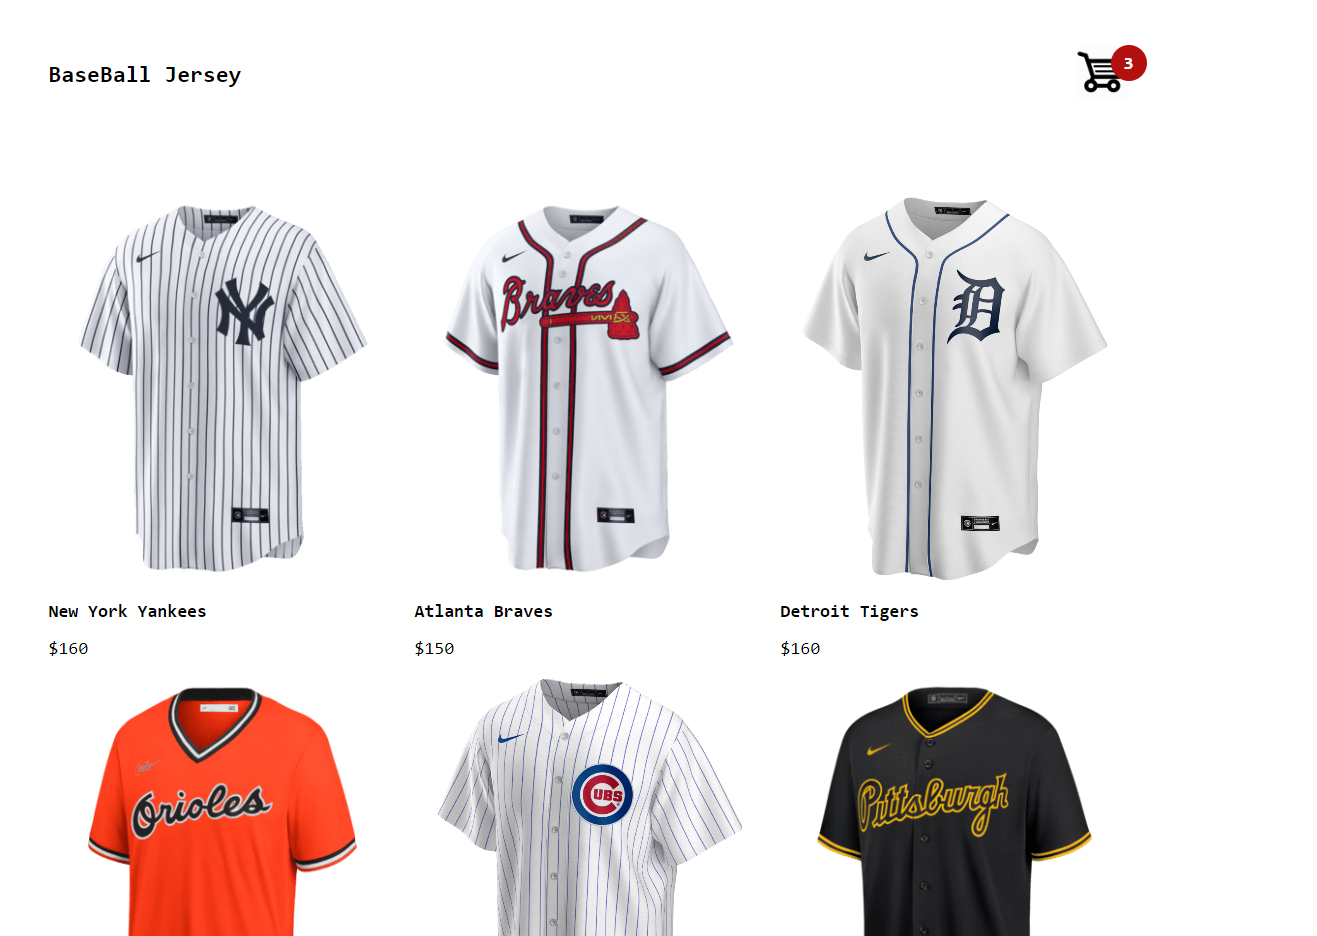 BaseBall Jersey
3
NY
Braves
D
New York Yankees
Atlanta Braves
Detroit Tigers
$160
$150
$160
Orioles
CUBS
Pittsburgh